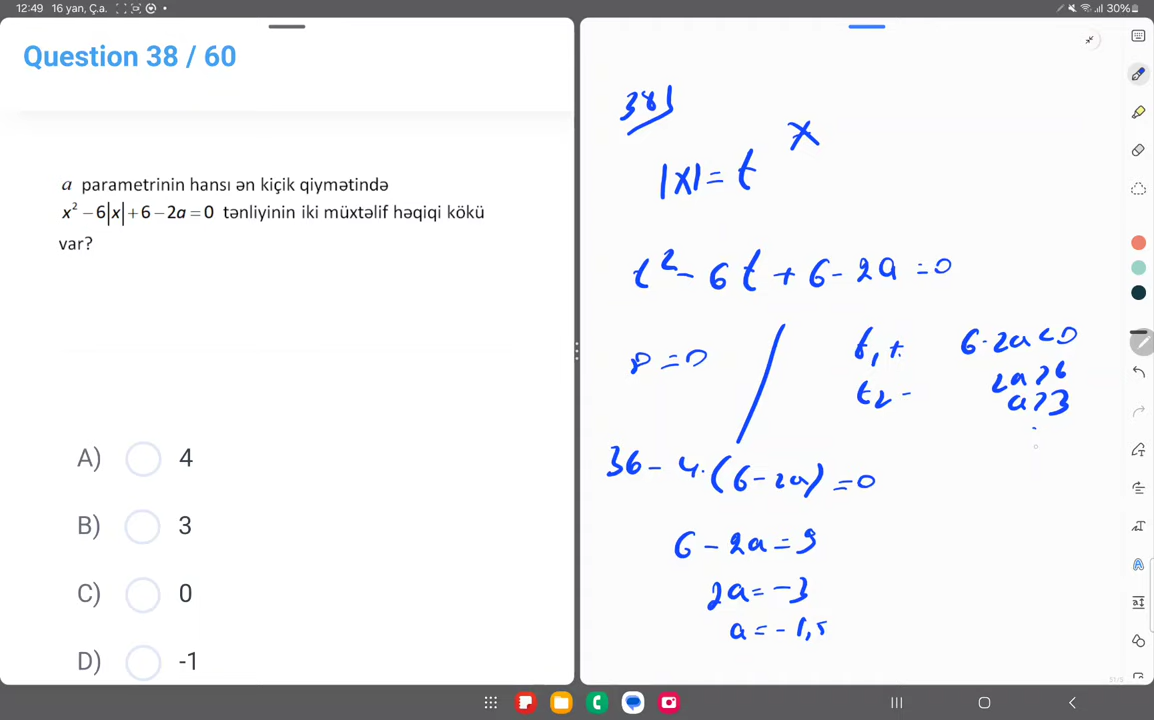 12:49 16 yan, Ç.a.
30%
Question 38 / 60
a parametrinin hansı ən kiçik qiymətində
x² − 6|x| + 6 − 2a = 0 tənliyinin iki müxtəlif həqiqi kökü
var?
A) 4
B) 3
C) 0
D) -1
38)
x
|x| = t
t² - 6t + 6 - 2a = 0
D = 0
t₁ +
t₂ -
6 - 2a < 0
2a > 6
a > 3
36 - 4·(6 - 2a) = 0
6 - 2a = 9
2a = -3
a = -1,5